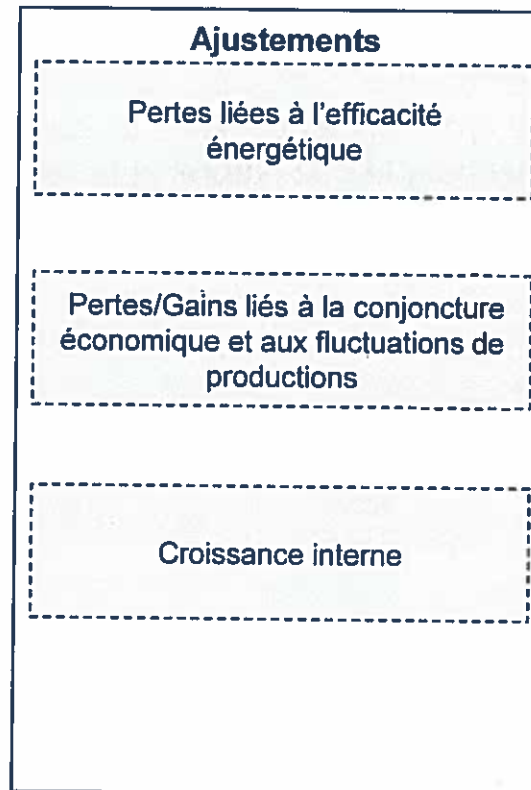 Ajustements
Pertes liées à l'efficacité
énergétique
Pertes/Gains liés à la conjoncture
économique et aux fluctuations de
productions
Croissance interne